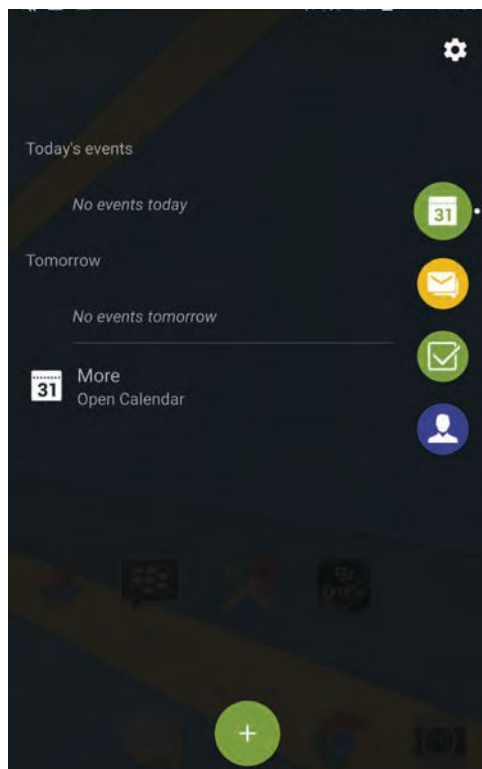 Today's events
31
No events today
Tomorrow
No events tomorrow
31
More
Open Calendar